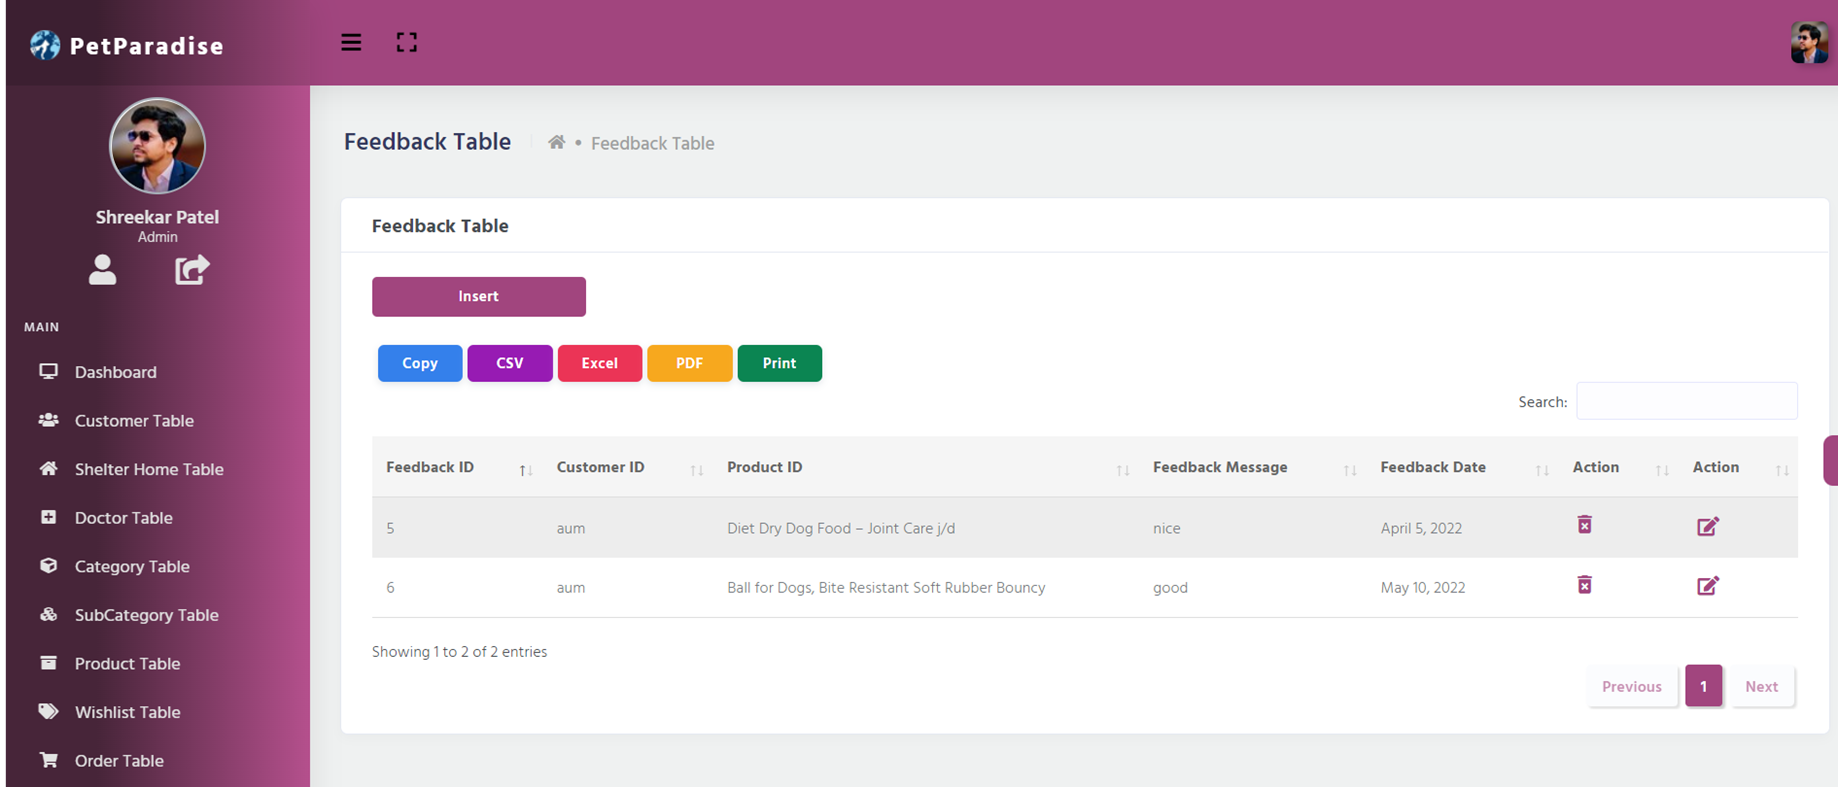 PetParadise
Shreekar Patel
Admin
MAIN
Dashboard
Customer Table
Shelter Home Table
Doctor Table
Category Table
SubCategory Table
Product Table
Wishlist Table
Order Table
Feedback Table • Feedback Table
Feedback Table
Insert
Copy CSV Excel PDF Print
Search:
Feedback ID Customer ID Product ID Feedback Message Feedback Date Action Action
5 aum Diet Dry Dog Food – Joint Care j/d nice April 5, 2022
6 aum Ball for Dogs, Bite Resistant Soft Rubber Bouncy good May 10, 2022
Showing 1 to 2 of 2 entries
Previous 1 Next